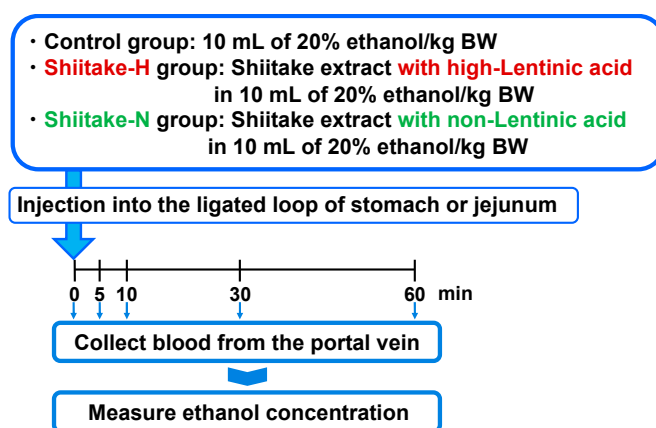 ・Control group: 10 mL of 20% ethanol/kg BW
・Shiitake-H group: Shiitake extract with high-Lentinic acid
in 10 mL of 20% ethanol/kg BW
・Shiitake-N group: Shiitake extract with non-Lentinic acid
in 10 mL of 20% ethanol/kg BW
Injection into the ligated loop of stomach or jejunum
0 5 10 30 60 min
Collect blood from the portal vein
Measure ethanol concentration